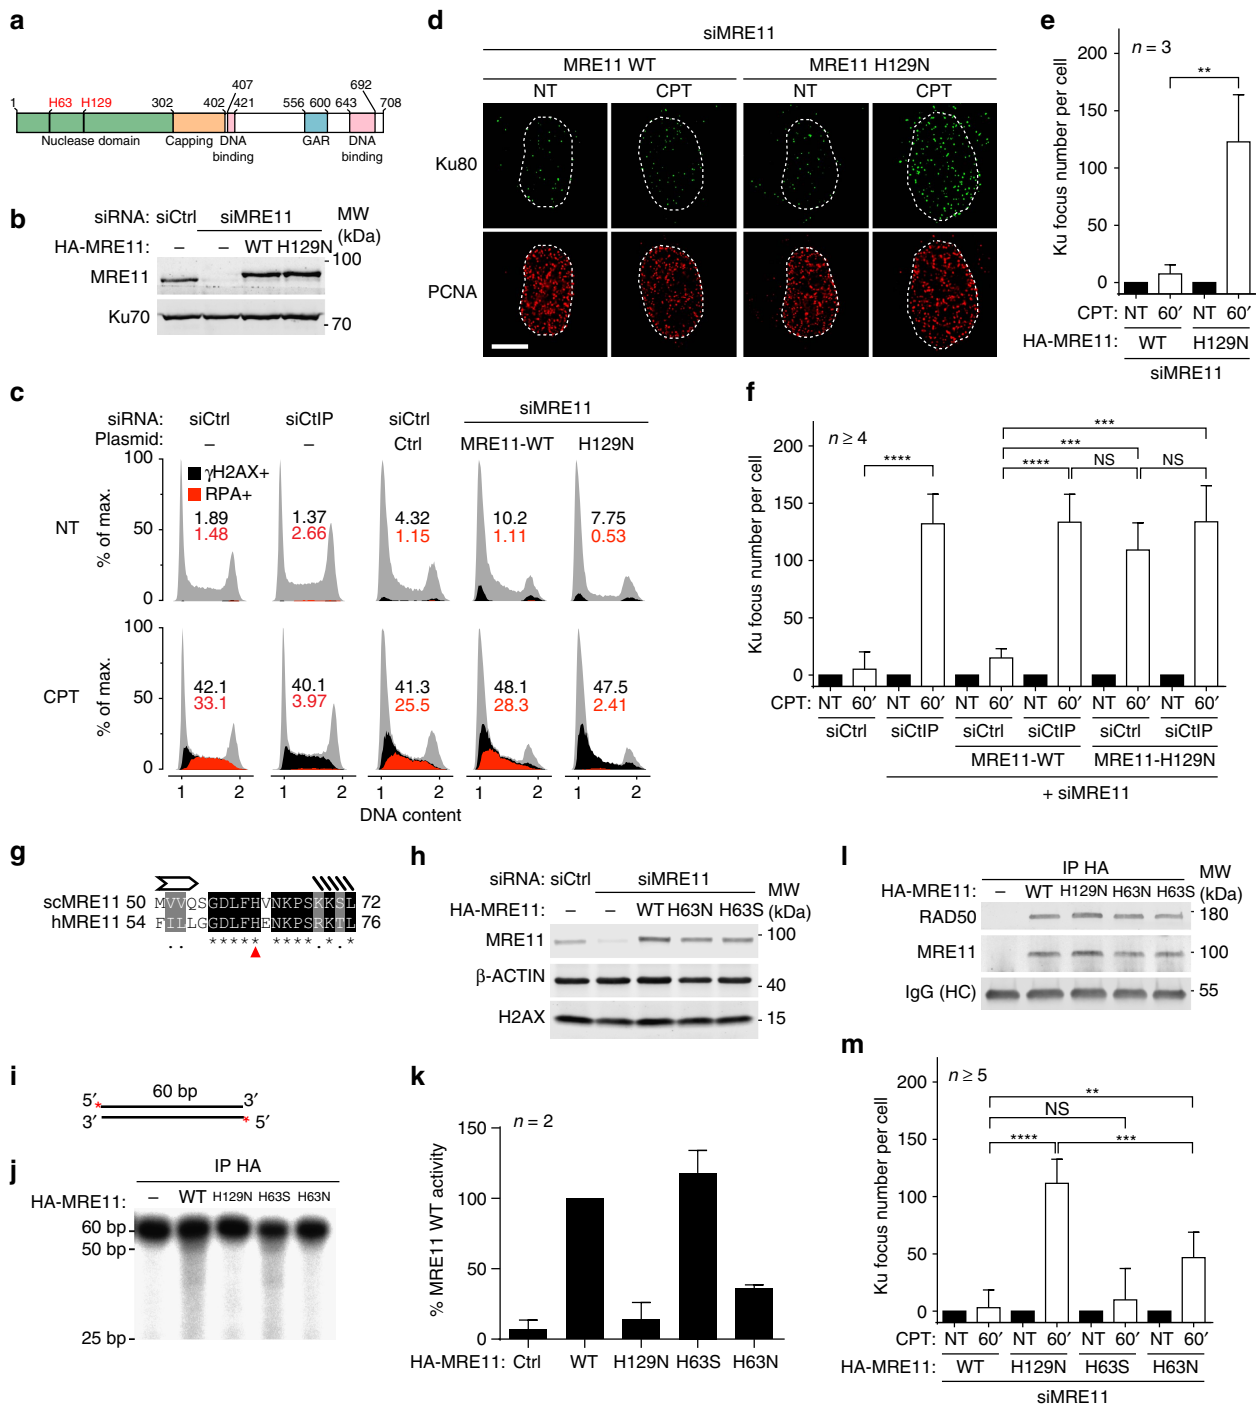 a
407
692
1
H63
H129
302
402
421
556
600
643
708
Nuclease domain
Capping
DNA
binding
GAR
DNA
binding
b
siRNA:
siCtrl
siMRE11
MW
(kDa)
HA-MRE11:
–
–
WT
H129N
MRE11
100
Ku70
70
c
siRNA:
siCtrl
siCtIP
siCtrl
siMRE11
Plasmid:
–
–
Ctrl
MRE11-WT
H129N
γH2AX+
RPA+
NT
% of max.
100
50
0
1.89
1.48
1.37
2.66
4.32
1.15
10.2
1.11
7.75
0.53
CPT
% of max.
100
50
0
42.1
33.1
40.1
3.97
41.3
25.5
48.1
28.3
47.5
2.41
1 2 1 2 1 2 1 2 1 2
DNA content
d
siMRE11
MRE11 WT
MRE11 H129N
NT
CPT
NT
CPT
Ku80
PCNA
e
n = 3
Ku focus number per cell
200
150
100
50
0
**
CPT: NT 60′ NT 60′
HA-MRE11: WT H129N
siMRE11
f
n ≥ 4
Ku focus number per cell
200
150
100
50
0
***
***
**** **** NS NS
CPT: NT 60′ NT 60′ NT 60′ NT 60′ NT 60′ NT 60′
siCtrl siCtIP siCtrl siCtIP siCtrl siCtIP
MRE11-WT MRE11-H129N
+ siMRE11
g
scMRE11 50 MVVQSGDLFHVNKPSKKSL 72
hMRE11 54 FILLGGDLFHENKPSRKTL 76
. . * * * * * * * * * . * . *
h
siRNA: siCtrl siMRE11
MW
(kDa)
HA-MRE11: – – WT H63N H63S
MRE11
100
β-ACTIN
40
H2AX
15
l
IP HA
MW
(kDa)
HA-MRE11: – WT H129N H63N H63S
RAD50
180
MRE11
100
IgG (HC)
55
i
60 bp
5′ * 3′
3′ * 5′
j
IP HA
HA-MRE11: – WT H129N H63S H63N
60 bp
50 bp
25 bp
k
n = 2
% MRE11 WT activity
150
100
50
0
HA-MRE11: Ctrl WT H129N H63S H63N
m
n ≥ 5
Ku focus number per cell
200
150
100
50
0
**
NS
**** ***
CPT: NT 60′ NT 60′ NT 60′ NT 60′
HA-MRE11: WT H129N H63S H63N
siMRE11